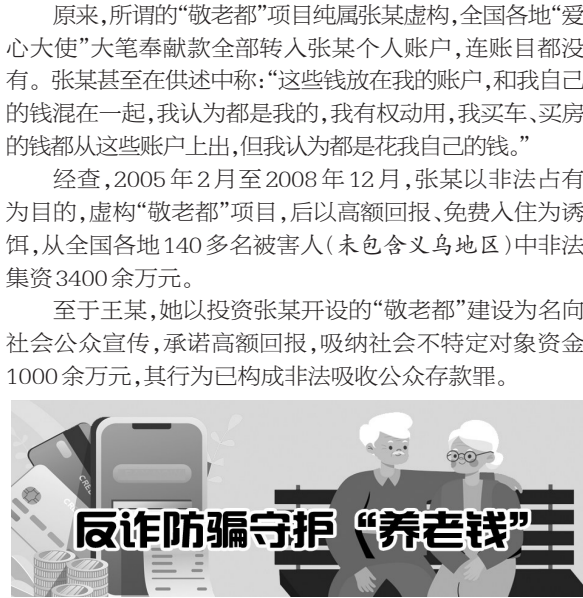 原来,所谓的“敬老都”项目纯属张某虚构,全国各地“爱
心大使”大笔奉献款全部转入张某个人账户,连账目都没
有。张某甚至在供述中称:“这些钱放在我的账户,和我自己
的钱混在一起,我认为都是我的,我有权动用,我买车、买房
的钱都从这些账户上出,但我认为都是花我自己的钱。”
经查,2005年2月至2008年12月,张某以非法占有
为目的,虚构“敬老都”项目,后以高额回报、免费入住为诱
饵,从全国各地140多名被害人(未包含义乌地区)中非法
集资3400余万元。
至于王某,她以投资张某开设的“敬老都”建设为名向
社会公众宣传,承诺高额回报,吸纳社会不特定对象资金
1000余万元,其行为已构成非法吸收公众存款罪。
反诈防骗守护“养老钱”